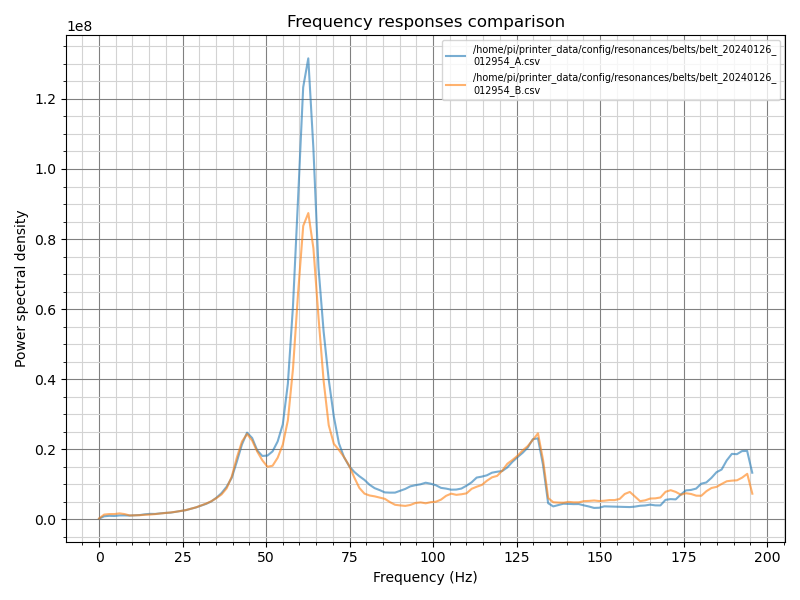 Frequency responses comparison
1e8
/home/pi/printer_data/config/resonances/belts/belt_20240126_
012954_A.csv
/home/pi/printer_data/config/resonances/belts/belt_20240126_
012954_B.csv
1.2
1.0
0.8
0.6
0.4
0.2
0.0
Power spectral density
0 25 50 75 100 125 150 175 200
Frequency (Hz)